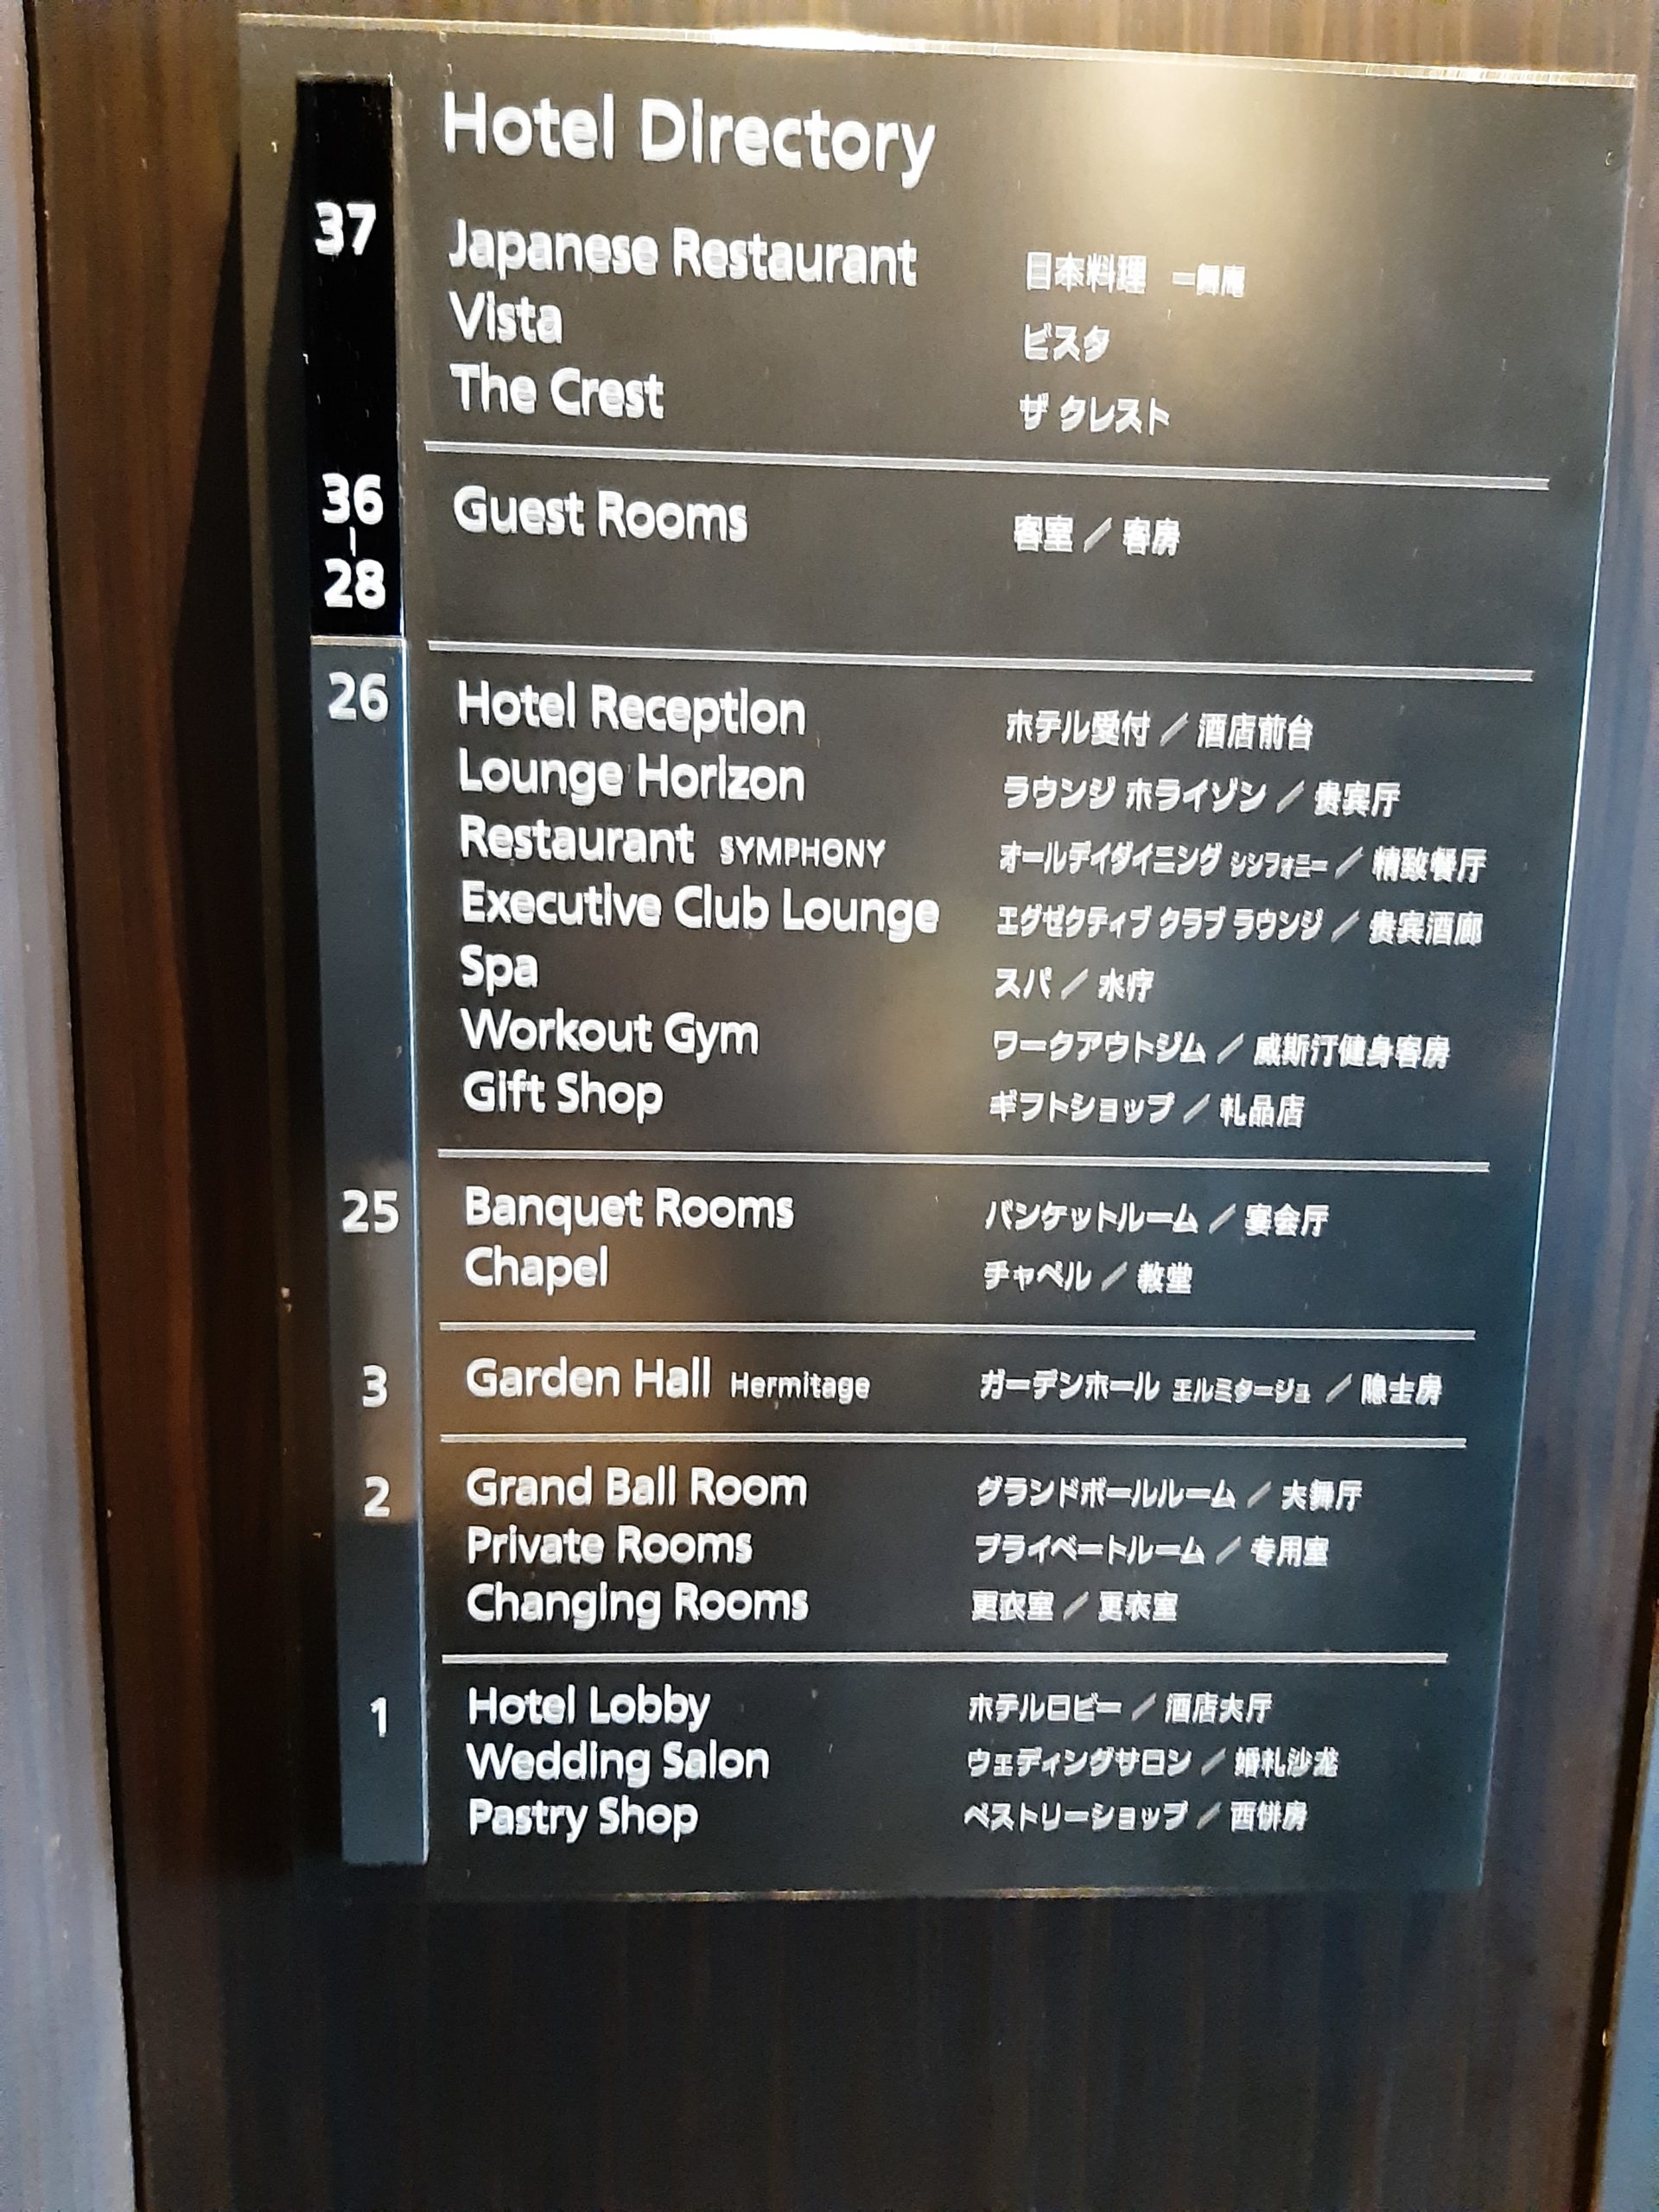 Hotel Directory
37 Japanese Restaurant 日本料理 一舞庵
Vista ビスタ
The Crest ザ クレスト
36 | 28 Guest Rooms 客室 / 客房
26 Hotel Reception ホテル受付 / 酒店前台
Lounge Horizon ラウンジ ホライゾン / 贵宾厅
Restaurant SYMPHONY オールデイダイニング シンフォニー / 精致餐厅
Executive Club Lounge エグゼクティブ クラブ ラウンジ / 贵宾酒廊
Spa スパ / 水疗
Workout Gym ワークアウトジム / 威斯汀健身客房
Gift Shop ギフトショップ / 礼品店
25 Banquet Rooms バンケットルーム / 宴会厅
Chapel チャペル / 教堂
3 Garden Hall Hermitage ガーデンホール エルミタージュ / 隐士房
2 Grand Ball Room グランドボールルーム / 大舞厅
Private Rooms プライベートルーム / 专用室
Changing Rooms 更衣室 / 更衣室
1 Hotel Lobby ホテルロビー / 酒店大厅
Wedding Salon ウェディングサロン / 婚礼沙龙
Pastry Shop ペストリーショップ / 西饼房